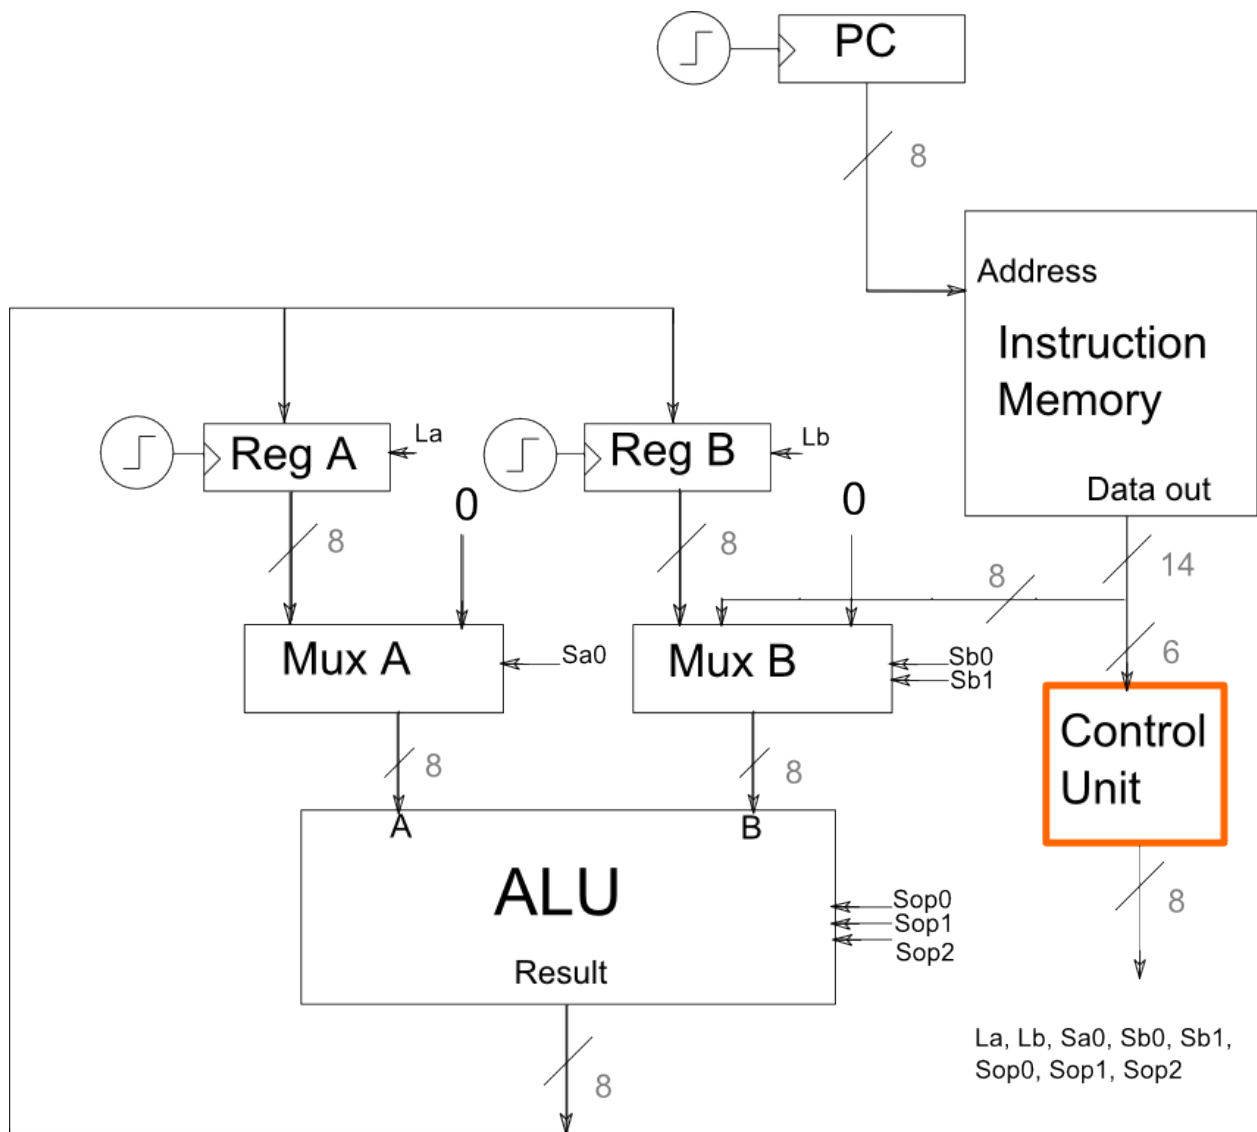 PC
8
Address
Instruction
Memory
Data out
La
Reg A
Lb
Reg B
0
0
8
8
8
14
Mux A
Sa0
Mux B
Sb0
Sb1
6
Control
Unit
8
8
A
B
ALU
Sop0
Sop1
Sop2
8
Result
8
La, Lb, Sa0, Sb0, Sb1,
Sop0, Sop1, Sop2